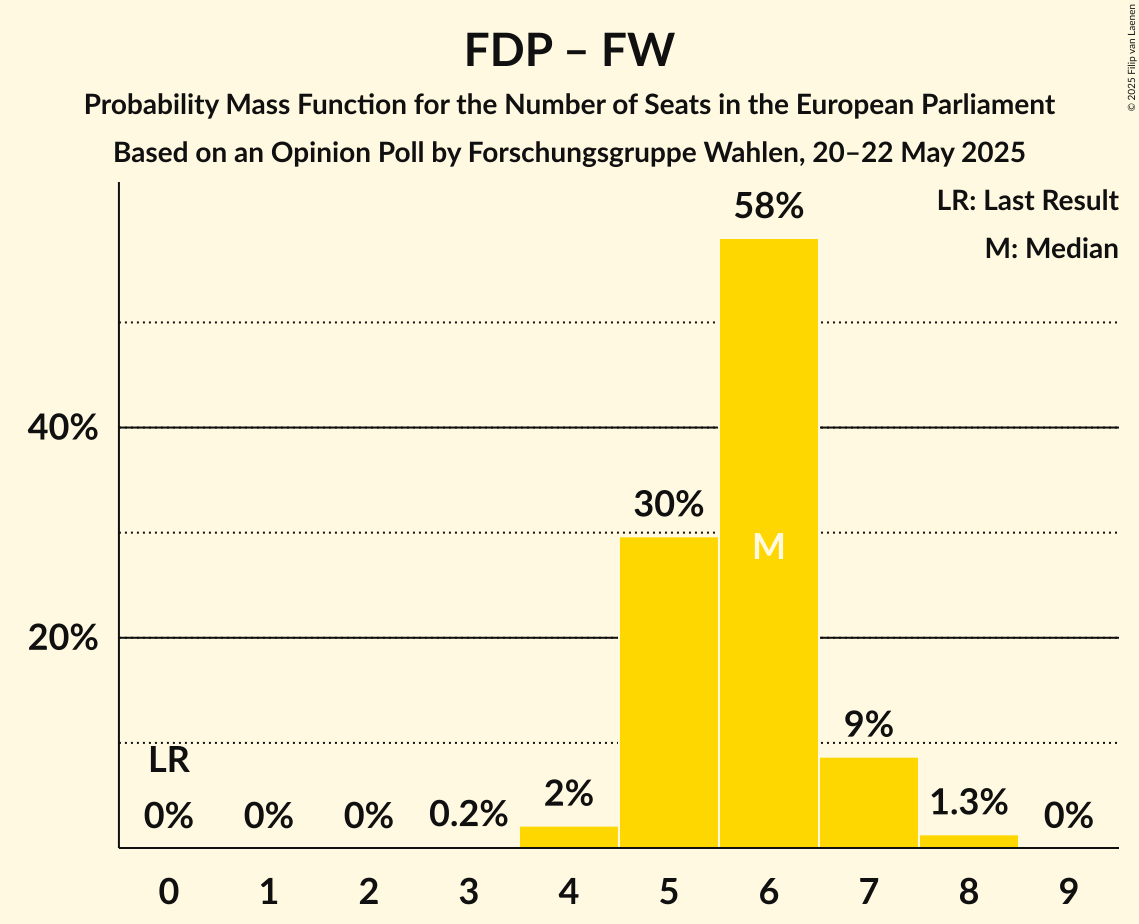 FDP – FW
Probability Mass Function for the Number of Seats in the European Parliament
Based on an Opinion Poll by Forschungsgruppe Wahlen, 20–22 May 2025
© 2025 Filip van Laenen
LR: Last Result
M: Median
58%
40%
30%
M
20%
9%
LR
2%
1.3%
0% 0% 0% 0.2% 0%
0 1 2 3 4 5 6 7 8 9